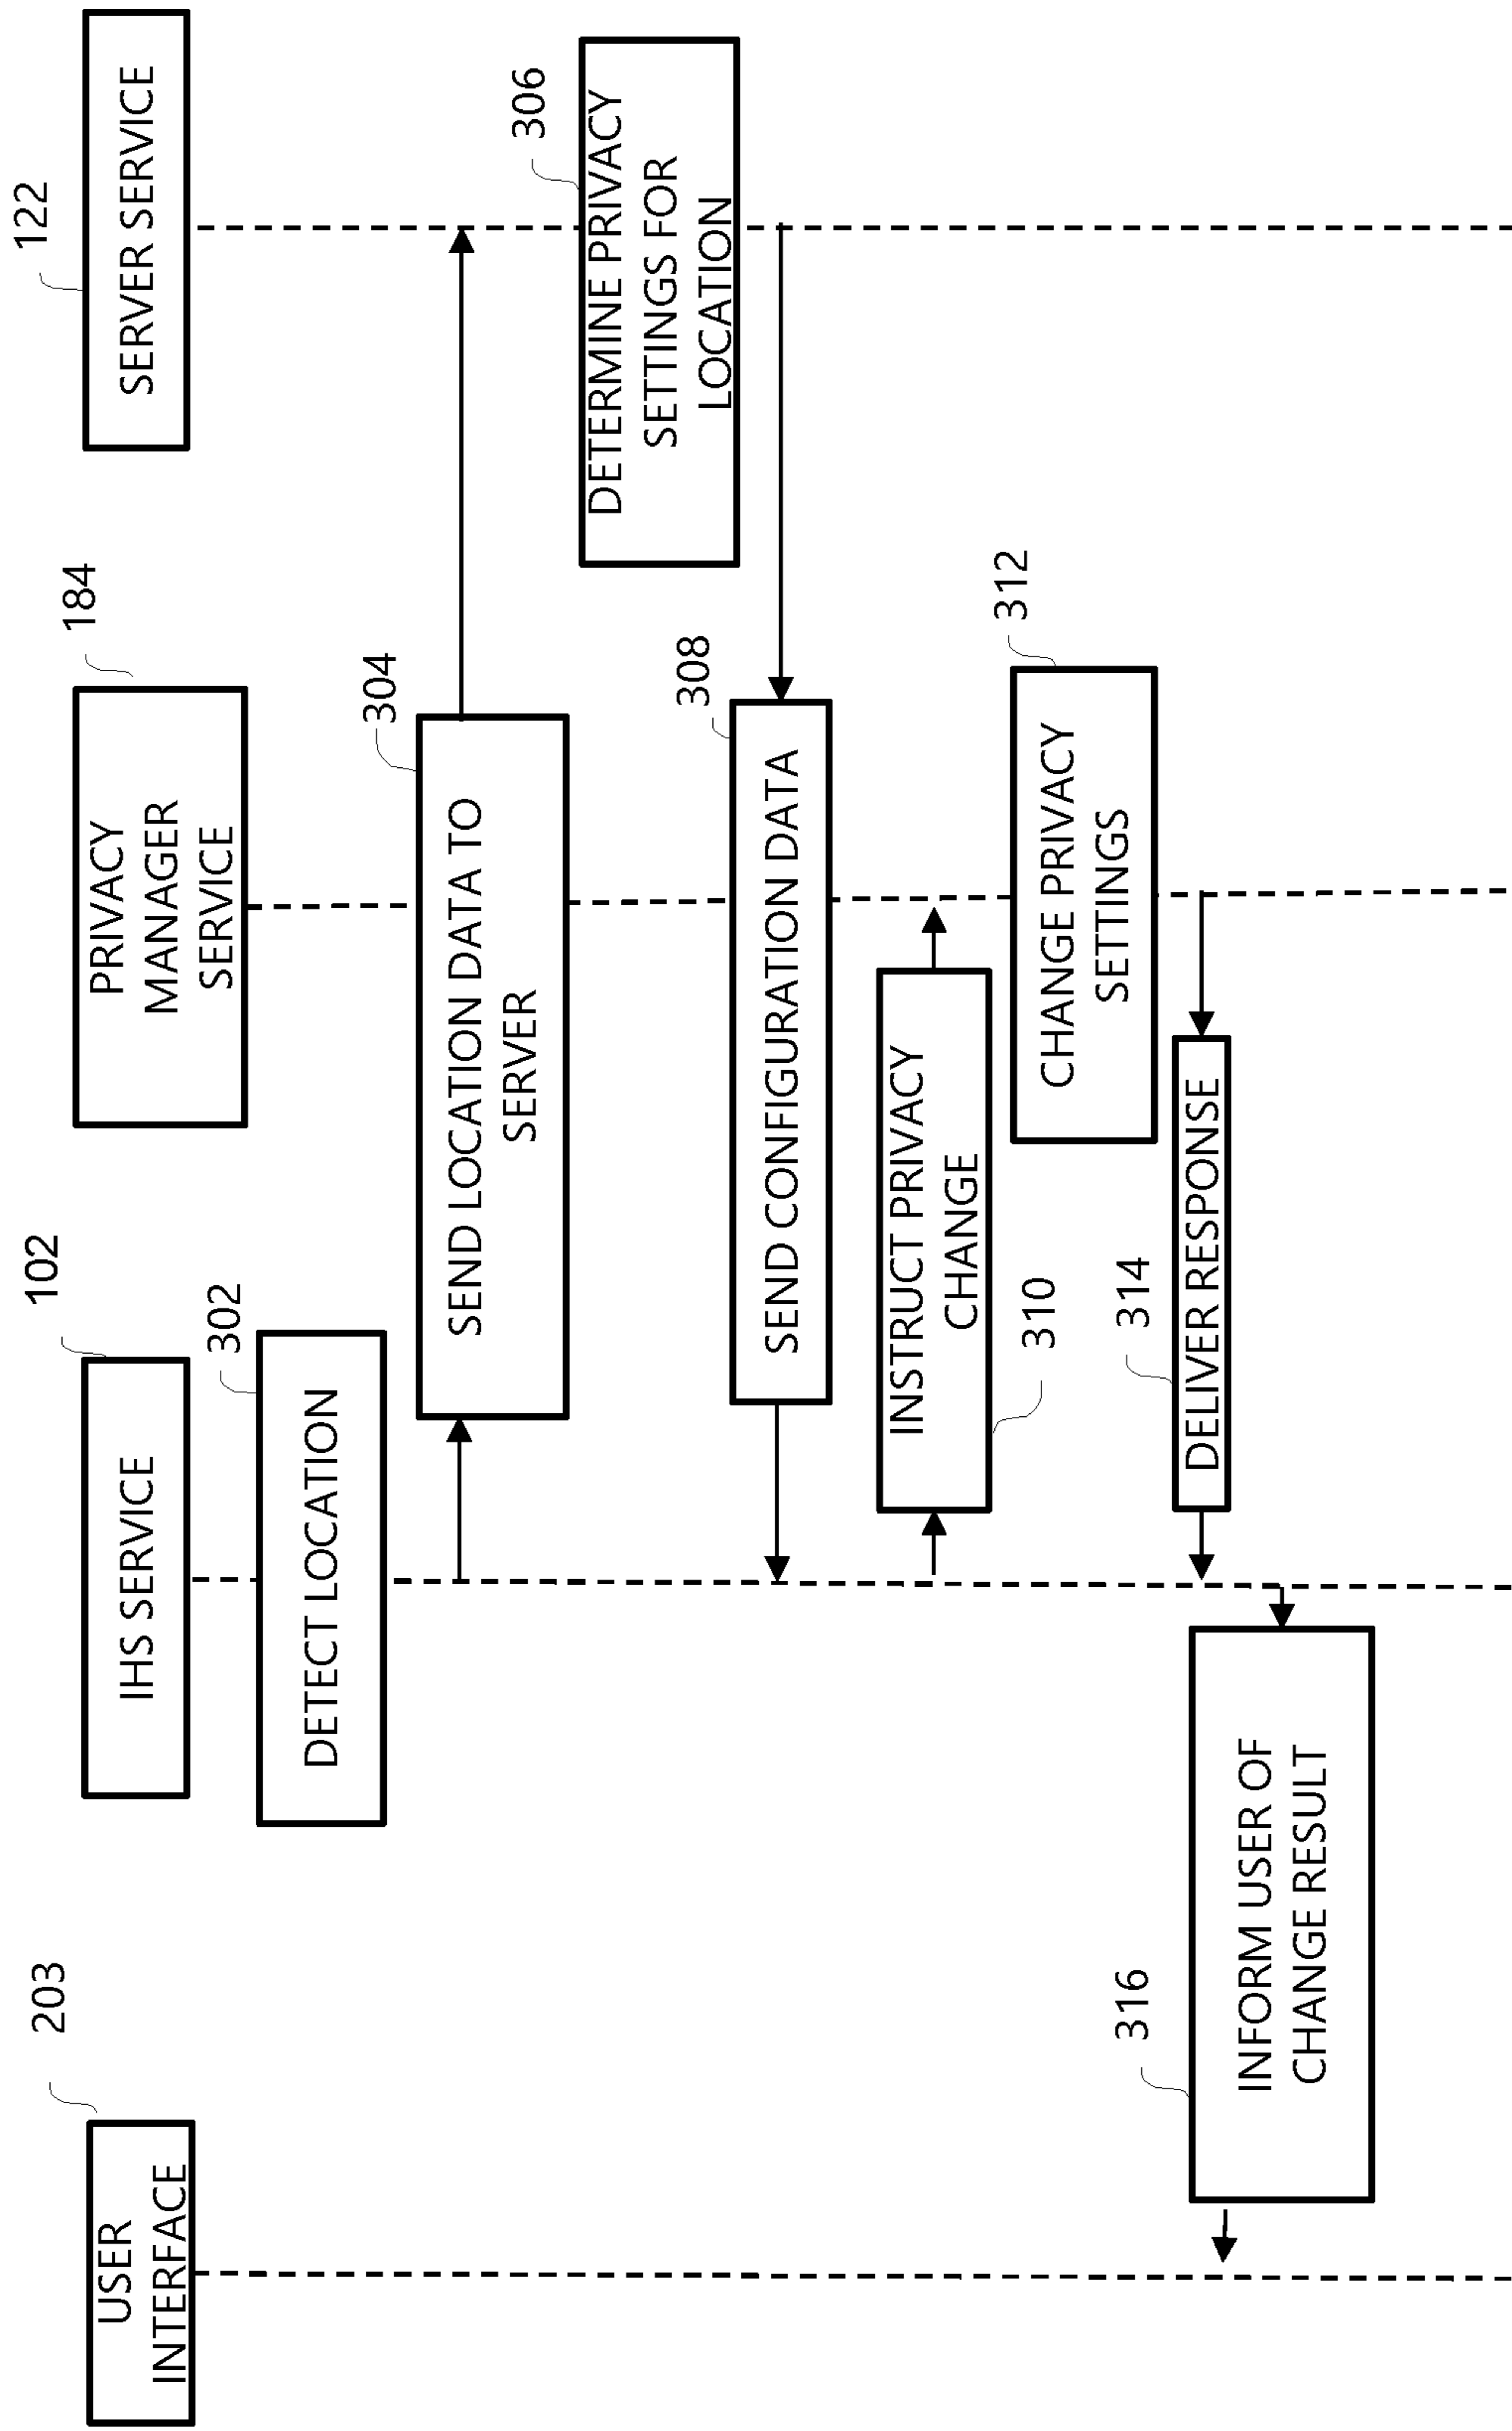 203
USER
INTERFACE
102
IHS SERVICE
184
PRIVACY
MANAGER
SERVICE
122
SERVER SERVICE
302
DETECT LOCATION
304
SEND LOCATION DATA TO
SERVER
306
DETERMINE PRIVACY
SETTINGS FOR
LOCATION
308
SEND CONFIGURATION DATA
INSTRUCT PRIVACY
CHANGE
310
312
CHANGE PRIVACY
SETTINGS
314
DELIVER RESPONSE
316
INFORM USER OF
CHANGE RESULT